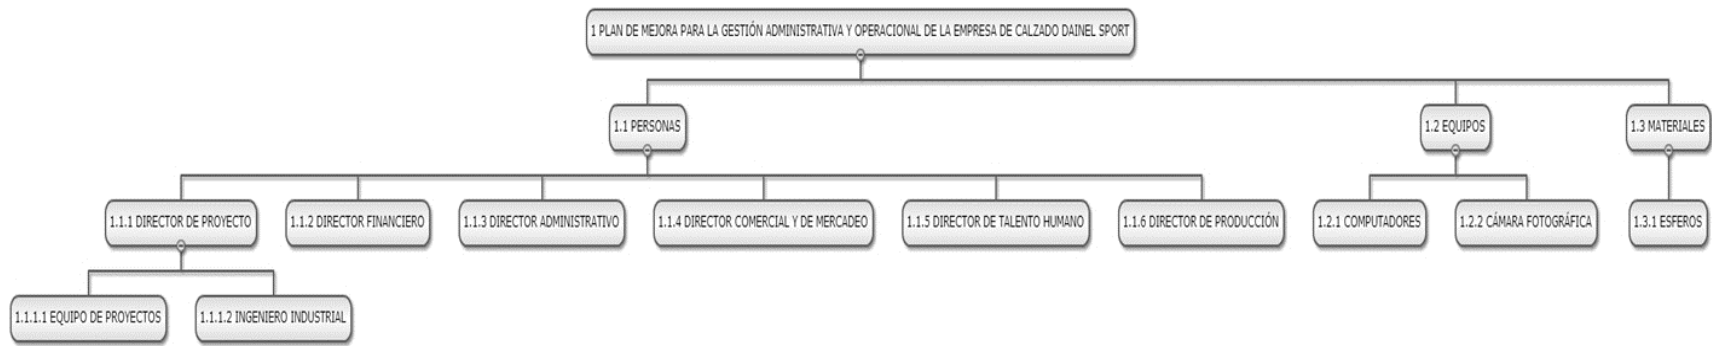 1 PLAN DE MEJORA PARA LA GESTIÓN ADMINISTRATIVA Y OPERACIONAL DE LA EMPRESA DE CALZADO DAINEL SPORT
1.1 PERSONAS
1.2 EQUIPOS
1.3 MATERIALES
1.1.1 DIRECTOR DE PROYECTO
1.1.2 DIRECTOR FINANCIERO
1.1.3 DIRECTOR ADMINISTRATIVO
1.1.4 DIRECTOR COMERCIAL Y DE MERCADEO
1.1.5 DIRECTOR DE TALENTO HUMANO
1.1.6 DIRECTOR DE PRODUCCIÓN
1.2.1 COMPUTADORES
1.2.2 CÁMARA FOTOGRÁFICA
1.3.1 ESFEROS
1.1.1.1 EQUIPO DE PROYECTOS
1.1.1.2 INGENIERO INDUSTRIAL